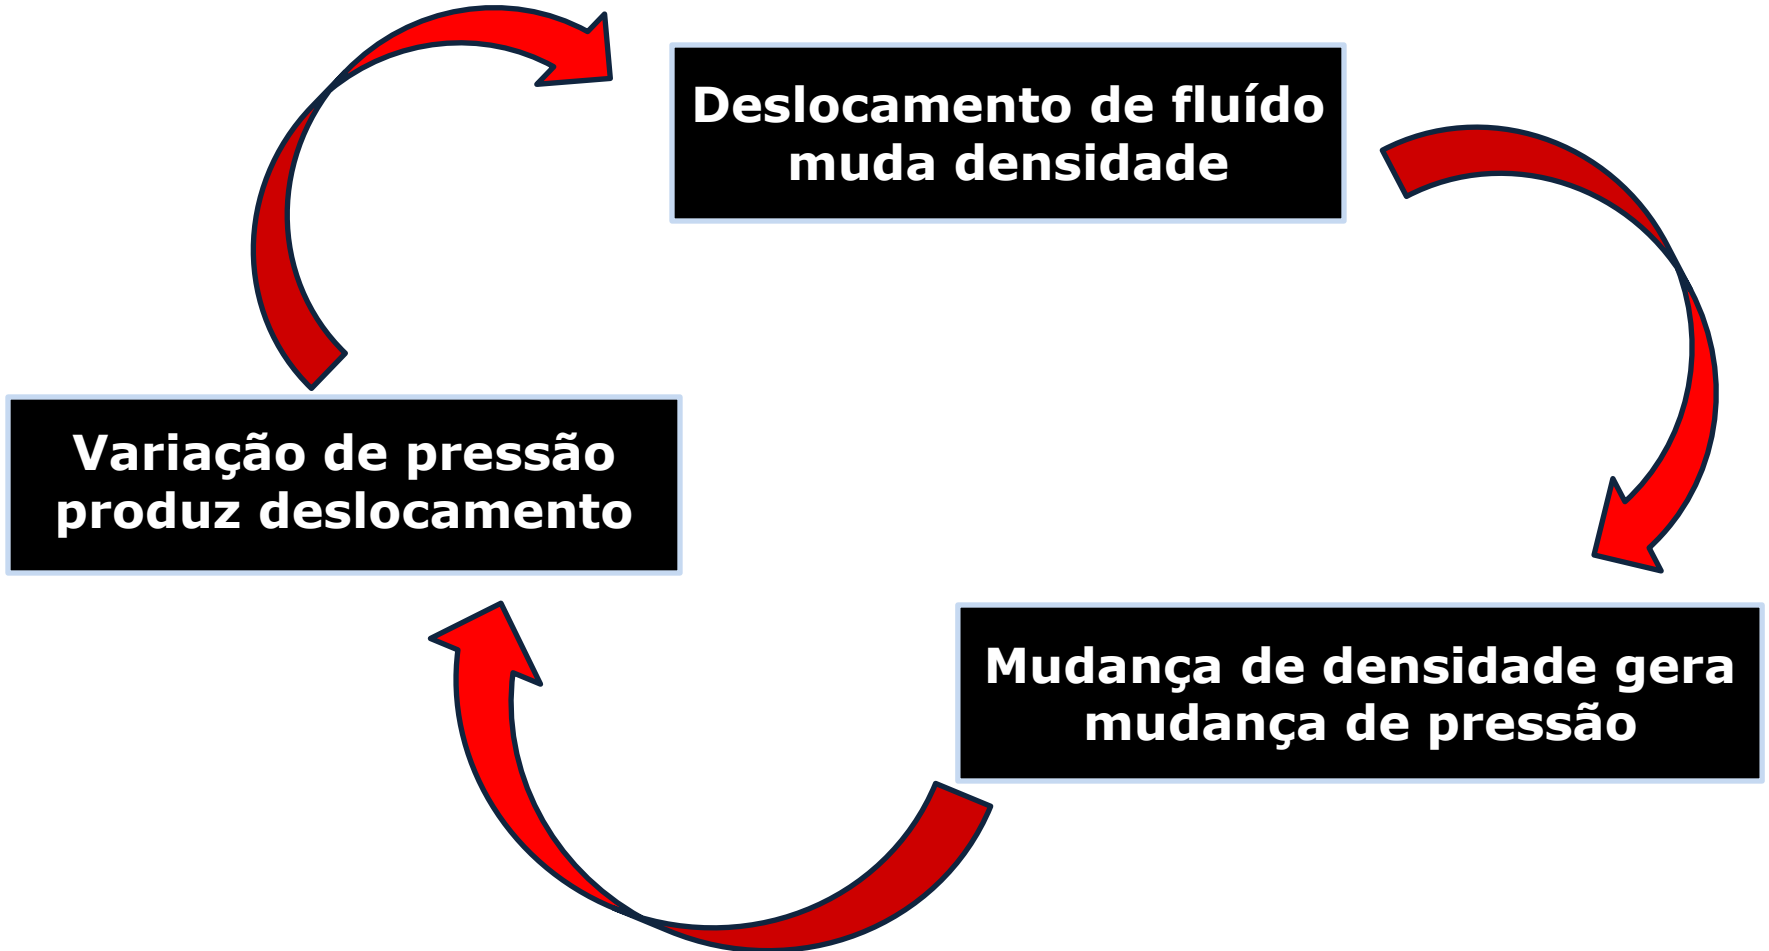 Deslocamento de fluído
muda densidade
Variação de pressão
produz deslocamento
Mudança de densidade gera
mudança de pressão